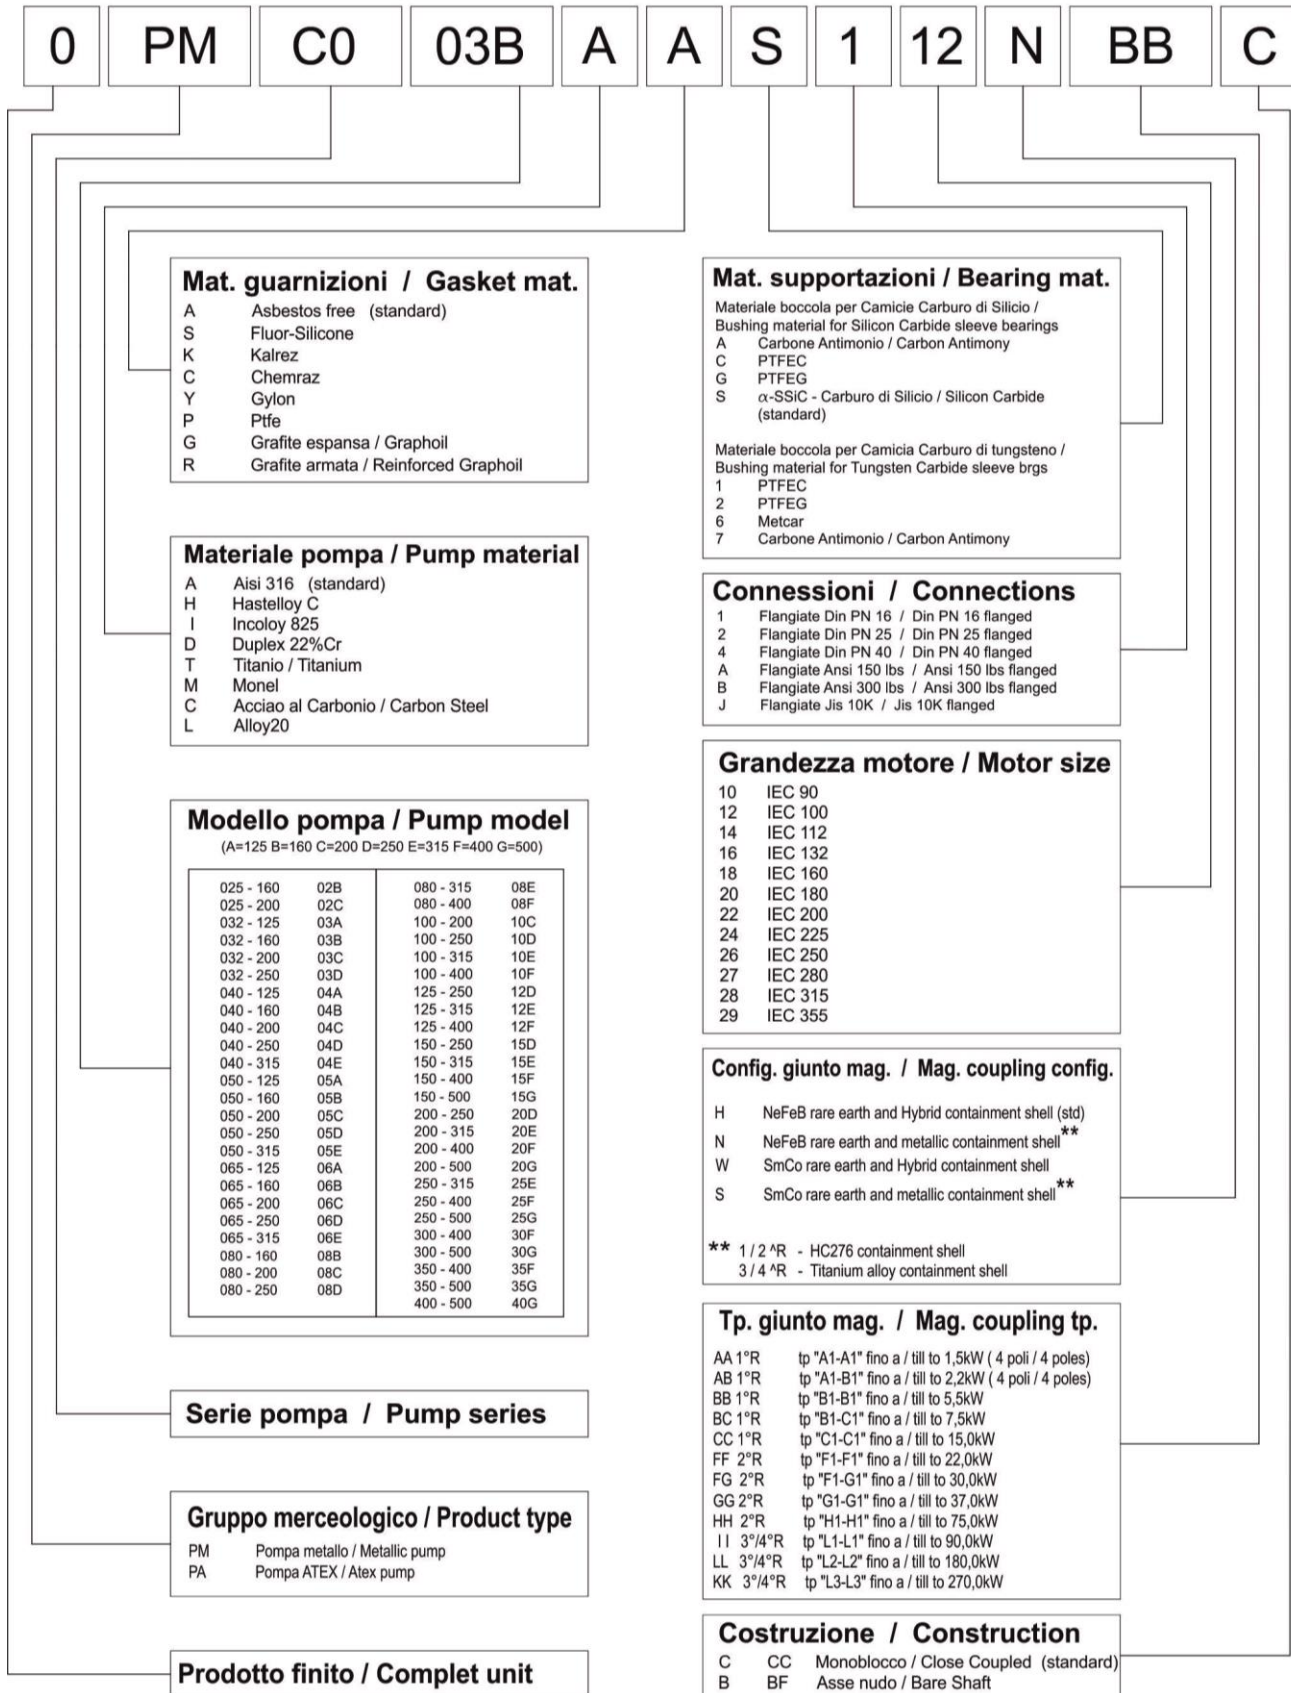 0 PM C0 03B A A S 1 12 N BB C
Mat. guarnizioni / Gasket mat.
A Asbestos free (standard)
S Fluor-Silicone
K Kalrez
C Chemraz
Y Gylon
P Ptfe
G Grafite espansa / Graphoil
R Grafite armata / Reinforced Graphoil
Materiale pompa / Pump material
A Aisi 316 (standard)
H Hastelloy C
I Incoloy 825
D Duplex 22%Cr
T Titanio / Titanium
M Monel
C Acciao al Carbonio / Carbon Steel
L Alloy20
Modello pompa / Pump model
(A=125 B=160 C=200 D=250 E=315 F=400 G=500)
025 - 160 02B
025 - 200 02C
032 - 125 03A
032 - 160 03B
032 - 200 03C
032 - 250 03D
040 - 125 04A
040 - 160 04B
040 - 200 04C
040 - 250 04D
040 - 315 04E
050 - 125 05A
050 - 160 05B
050 - 200 05C
050 - 250 05D
050 - 315 05E
065 - 125 06A
065 - 160 06B
065 - 200 06C
065 - 250 06D
065 - 315 06E
080 - 160 08B
080 - 200 08C
080 - 250 08D
080 - 315 08E
080 - 400 08F
100 - 200 10C
100 - 250 10D
100 - 315 10E
100 - 400 10F
125 - 250 12D
125 - 315 12E
125 - 400 12F
150 - 250 15D
150 - 315 15E
150 - 400 15F
150 - 500 15G
200 - 250 20D
200 - 315 20E
200 - 400 20F
200 - 500 20G
250 - 315 25E
250 - 400 25F
250 - 500 25G
300 - 400 30F
300 - 500 30G
350 - 400 35F
350 - 500 35G
400 - 500 40G
Serie pompa / Pump series
Gruppo merceologico / Product type
PM Pompa metallo / Metallic pump
PA Pompa ATEX / Atex pump
Prodotto finito / Complet unit
Mat. supportazioni / Bearing mat.
Materiale boccola per Camicie Carburo di Silicio /
Bushing material for Silicon Carbide sleeve bearings
A Carbone Antimonio / Carbon Antimony
C PTFEC
G PTFEG
S α-SSiC - Carburo di Silicio / Silicon Carbide
(standard)
Materiale boccola per Camicia Carburo di tungsteno /
Bushing material for Tungsten Carbide sleeve brgs
1 PTFEC
2 PTFEG
6 Metcar
7 Carbone Antimonio / Carbon Antimony
Connessioni / Connections
1 Flangiate Din PN 16 / Din PN 16 flanged
2 Flangiate Din PN 25 / Din PN 25 flanged
4 Flangiate Din PN 40 / Din PN 40 flanged
A Flangiate Ansi 150 lbs / Ansi 150 lbs flanged
B Flangiate Ansi 300 lbs / Ansi 300 lbs flanged
J Flangiate Jis 10K / Jis 10K flanged
Grandezza motore / Motor size
10 IEC 90
12 IEC 100
14 IEC 112
16 IEC 132
18 IEC 160
20 IEC 180
22 IEC 200
24 IEC 225
26 IEC 250
27 IEC 280
28 IEC 315
29 IEC 355
Config. giunto mag. / Mag. coupling config.
H NeFeB rare earth and Hybrid containment shell (std)
N NeFeB rare earth and metallic containment shell**
W SmCo rare earth and Hybrid containment shell
S SmCo rare earth and metallic containment shell**
** 1 / 2 ^R - HC276 containment shell
3 / 4 ^R - Titanium alloy containment shell
Tp. giunto mag. / Mag. coupling tp.
AA 1°R tp "A1-A1" fino a / till to 1,5kW ( 4 poli / 4 poles)
AB 1°R tp "A1-B1" fino a / till to 2,2kW ( 4 poli / 4 poles)
BB 1°R tp "B1-B1" fino a / till to 5,5kW
BC 1°R tp "B1-C1" fino a / till to 7,5kW
CC 1°R tp "C1-C1" fino a / till to 15,0kW
FF 2°R tp "F1-F1" fino a / till to 22,0kW
FG 2°R tp "F1-G1" fino a / till to 30,0kW
GG 2°R tp "G1-G1" fino a / till to 37,0kW
HH 2°R tp "H1-H1" fino a / till to 75,0kW
I I 3°/4°R tp "L1-L1" fino a / till to 90,0kW
LL 3°/4°R tp "L2-L2" fino a / till to 180,0kW
KK 3°/4°R tp "L3-L3" fino a / till to 270,0kW
Costruzione / Construction
C CC Monoblocco / Close Coupled (standard)
B BF Asse nudo / Bare Shaft